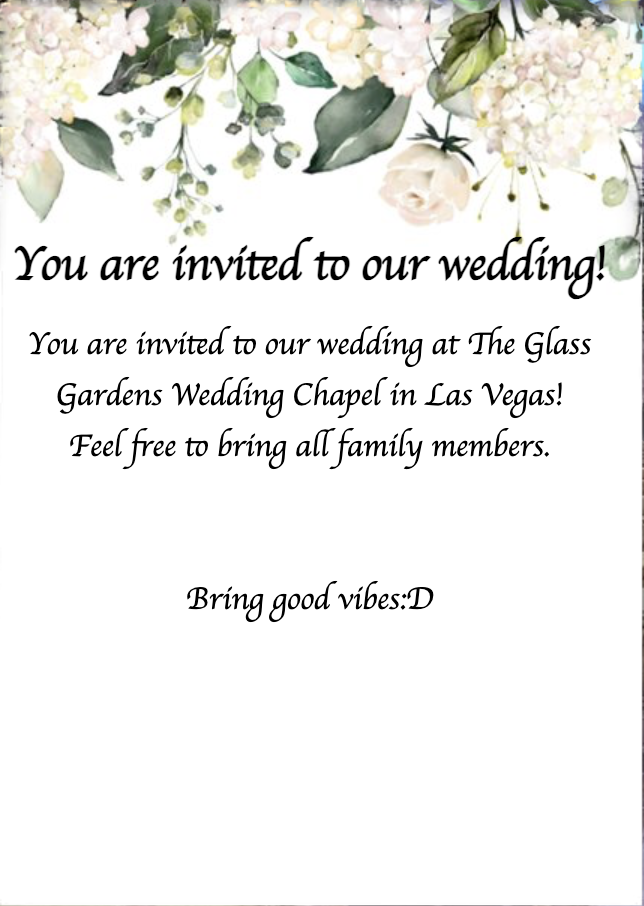 You are invited to our wedding!
You are invited to our wedding at The Glass
Gardens Wedding Chapel in Las Vegas!
Feel free to bring all family members.
Bring good vibes:D